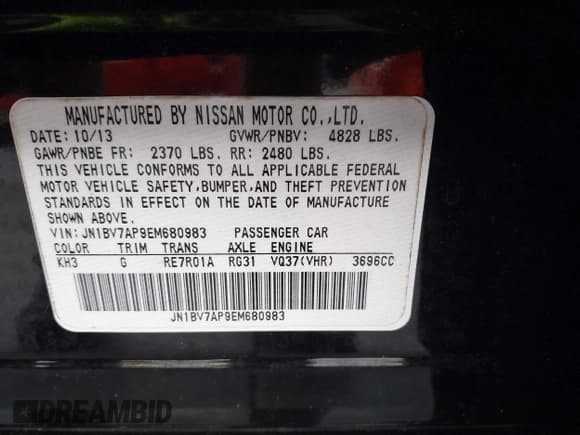 MANUFACTURED BY NISSAN MOTOR CO.,LTD.
DATE: 10/13 GVWR/PNBV: 4828 LBS.
GAWR/PNBE FR: 2370 LBS. RR: 2480 LBS.
THIS VEHICLE CONFORMS TO ALL APPLICABLE FEDERAL
MOTOR VEHICLE SAFETY,BUMPER,AND THEFT PREVENTION
STANDARDS IN EFFECT ON THE DATE OF MANUFACTURE
SHOWN ABOVE.
VIN: JN1BV7AP9EM680983 PASSENGER CAR
COLOR TRIM TRANS AXLE ENGINE
KH3 G RE7R01A RG31 VQ37(VHR) 3696CC
JN1BV7AP9EM680983
DREAMBID